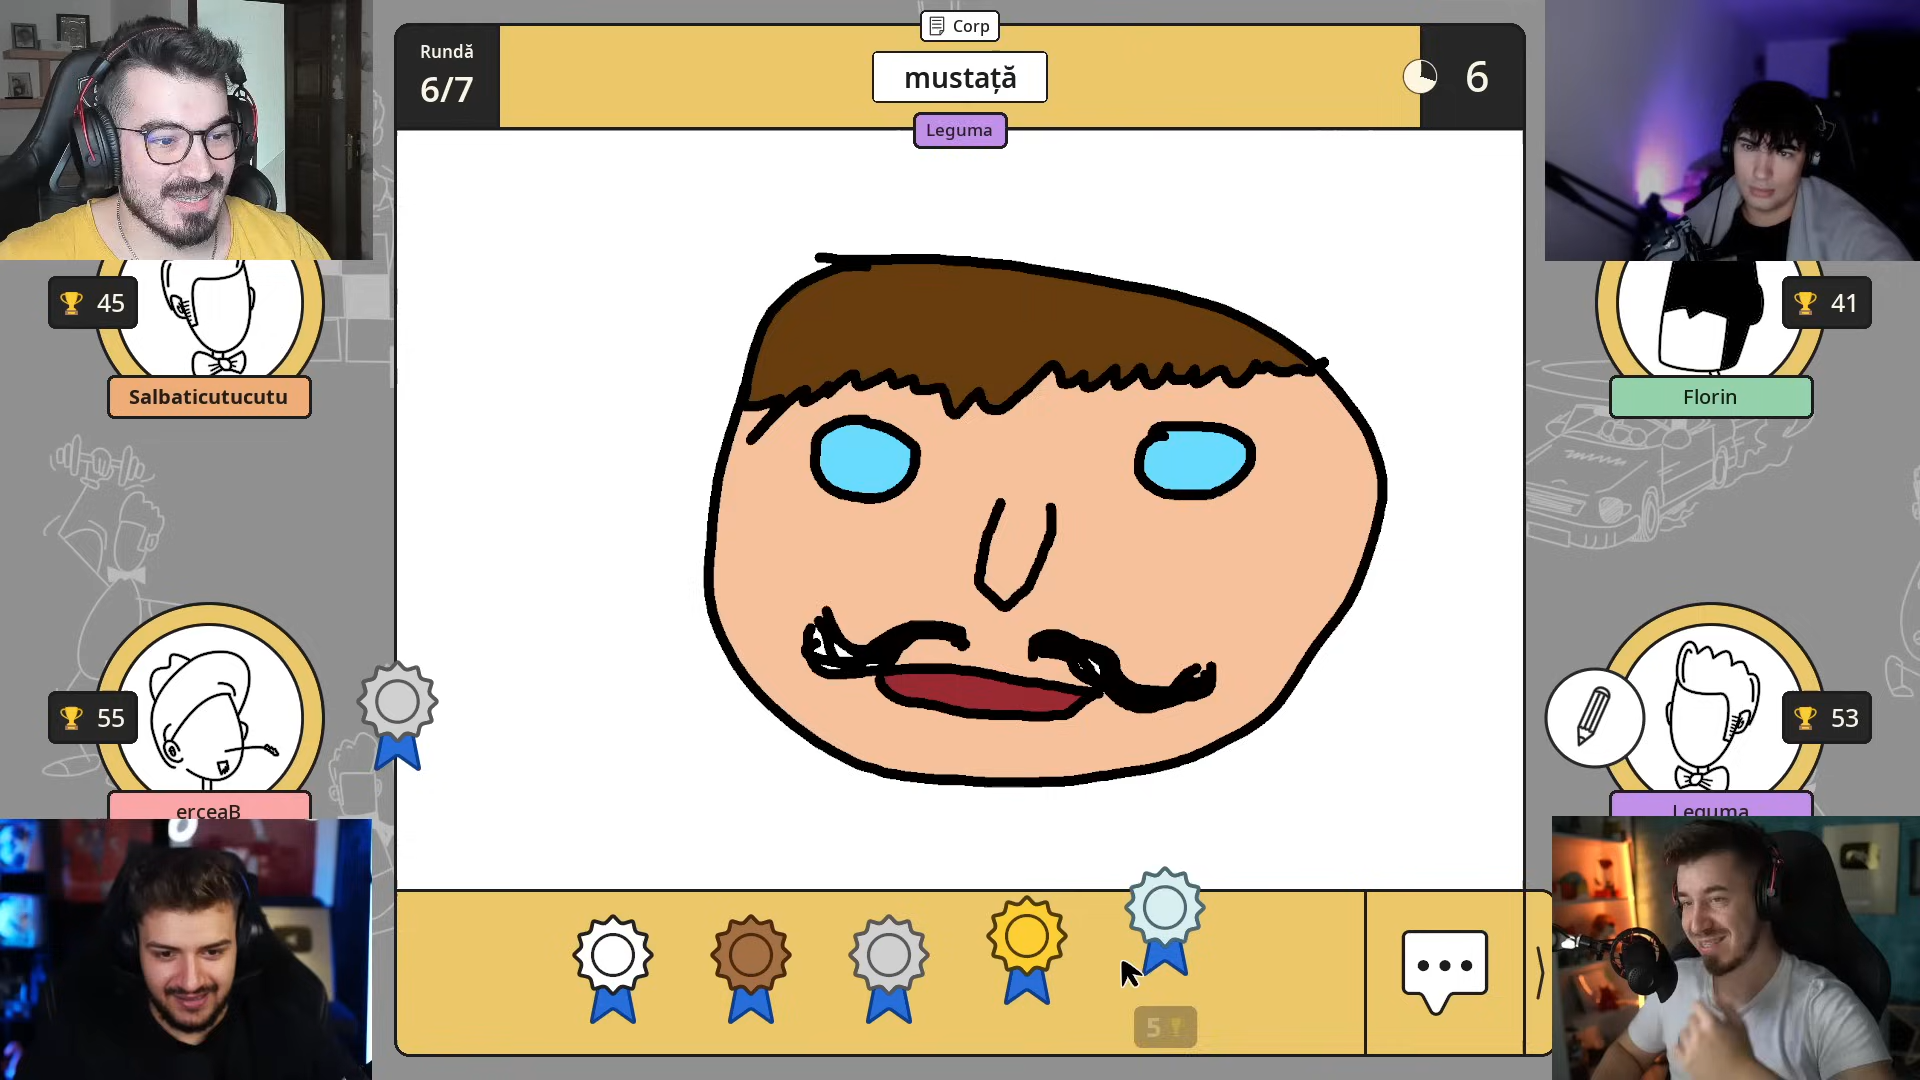 Corp
Rundă
6/7
mustață
6
Leguma
45
Salbaticutucutu
41
Florin
55
erceaB
53
Leguma
5